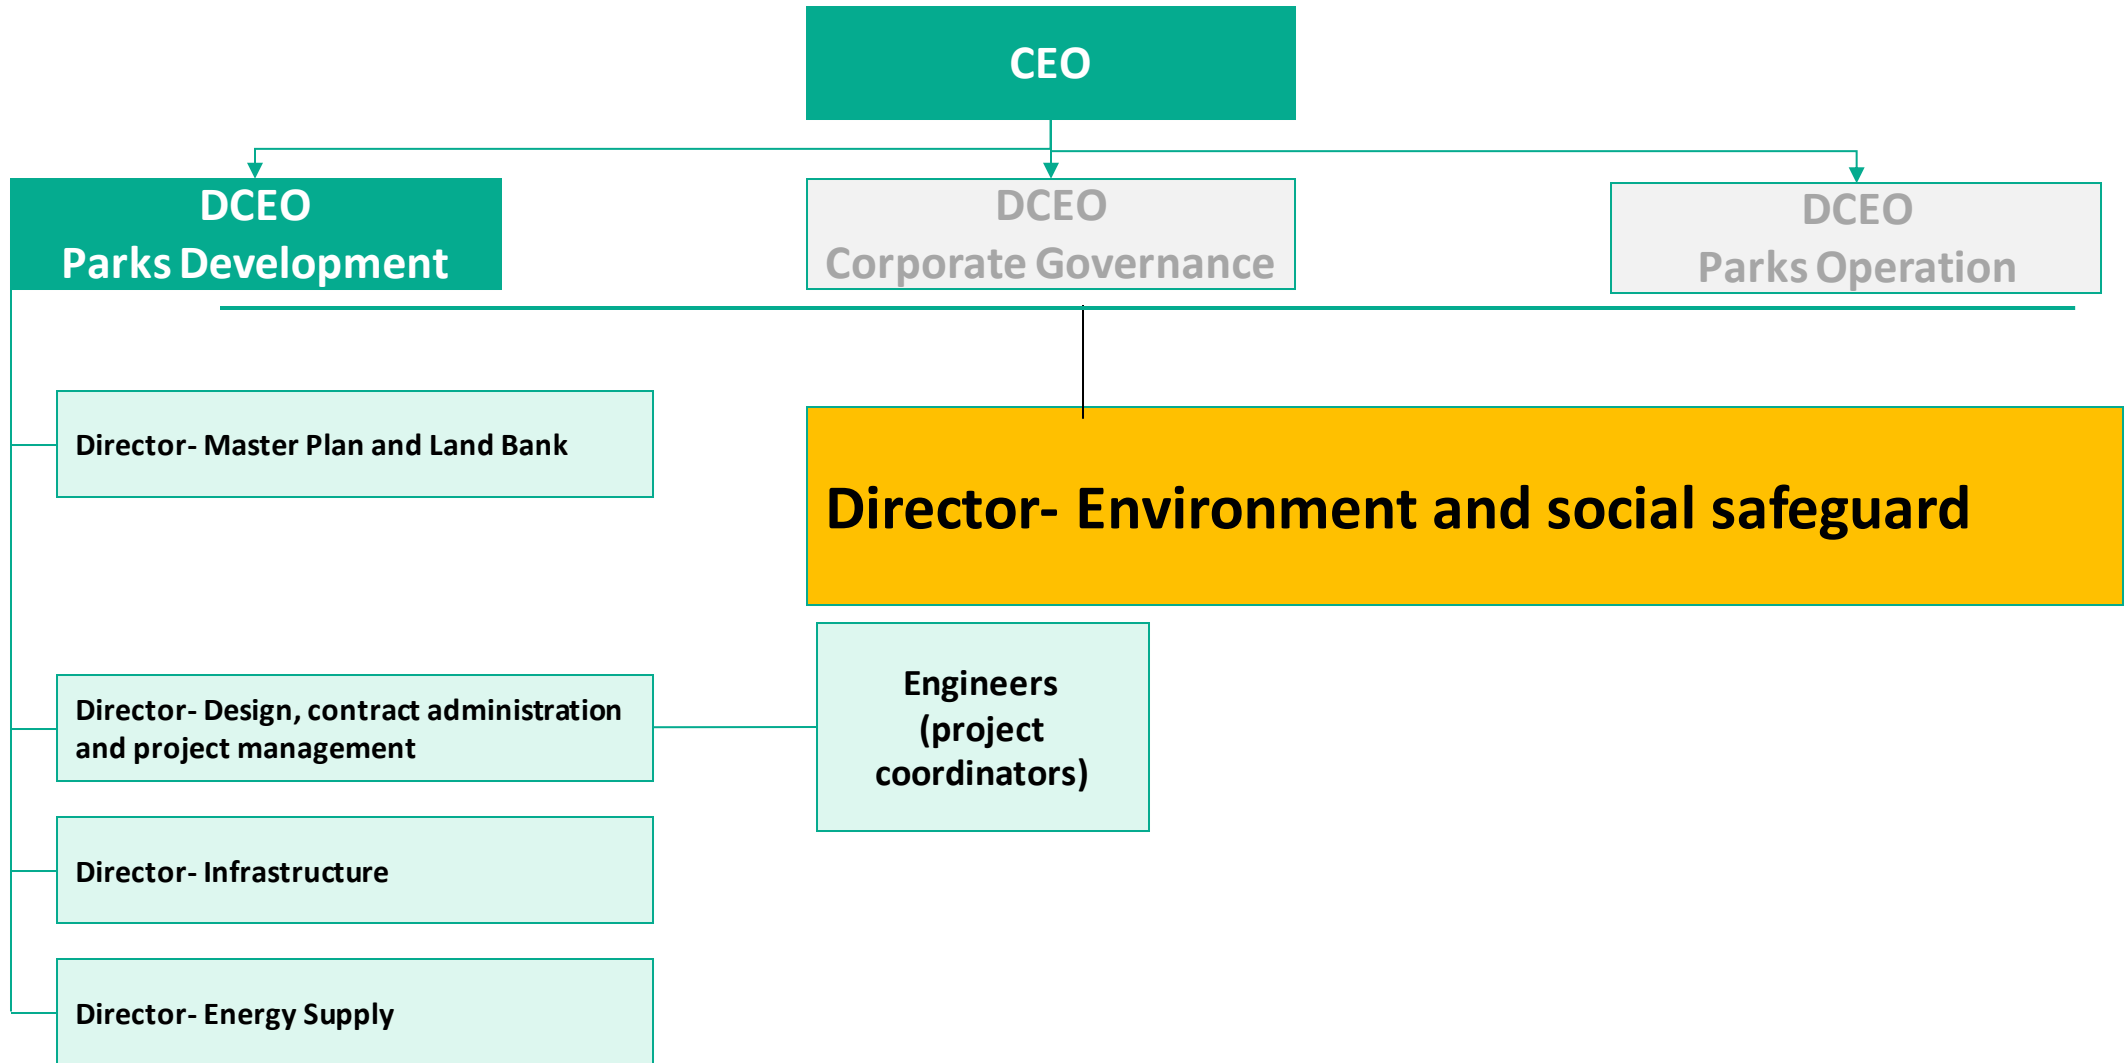 CEO
DCEO
Parks Development
DCEO
Corporate Governance
DCEO
Parks Operation
Director- Master Plan and Land Bank
Director- Environment and social safeguard
Director- Design, contract administration
and project management
Engineers
(project
coordinators)
Director- Infrastructure
Director- Energy Supply